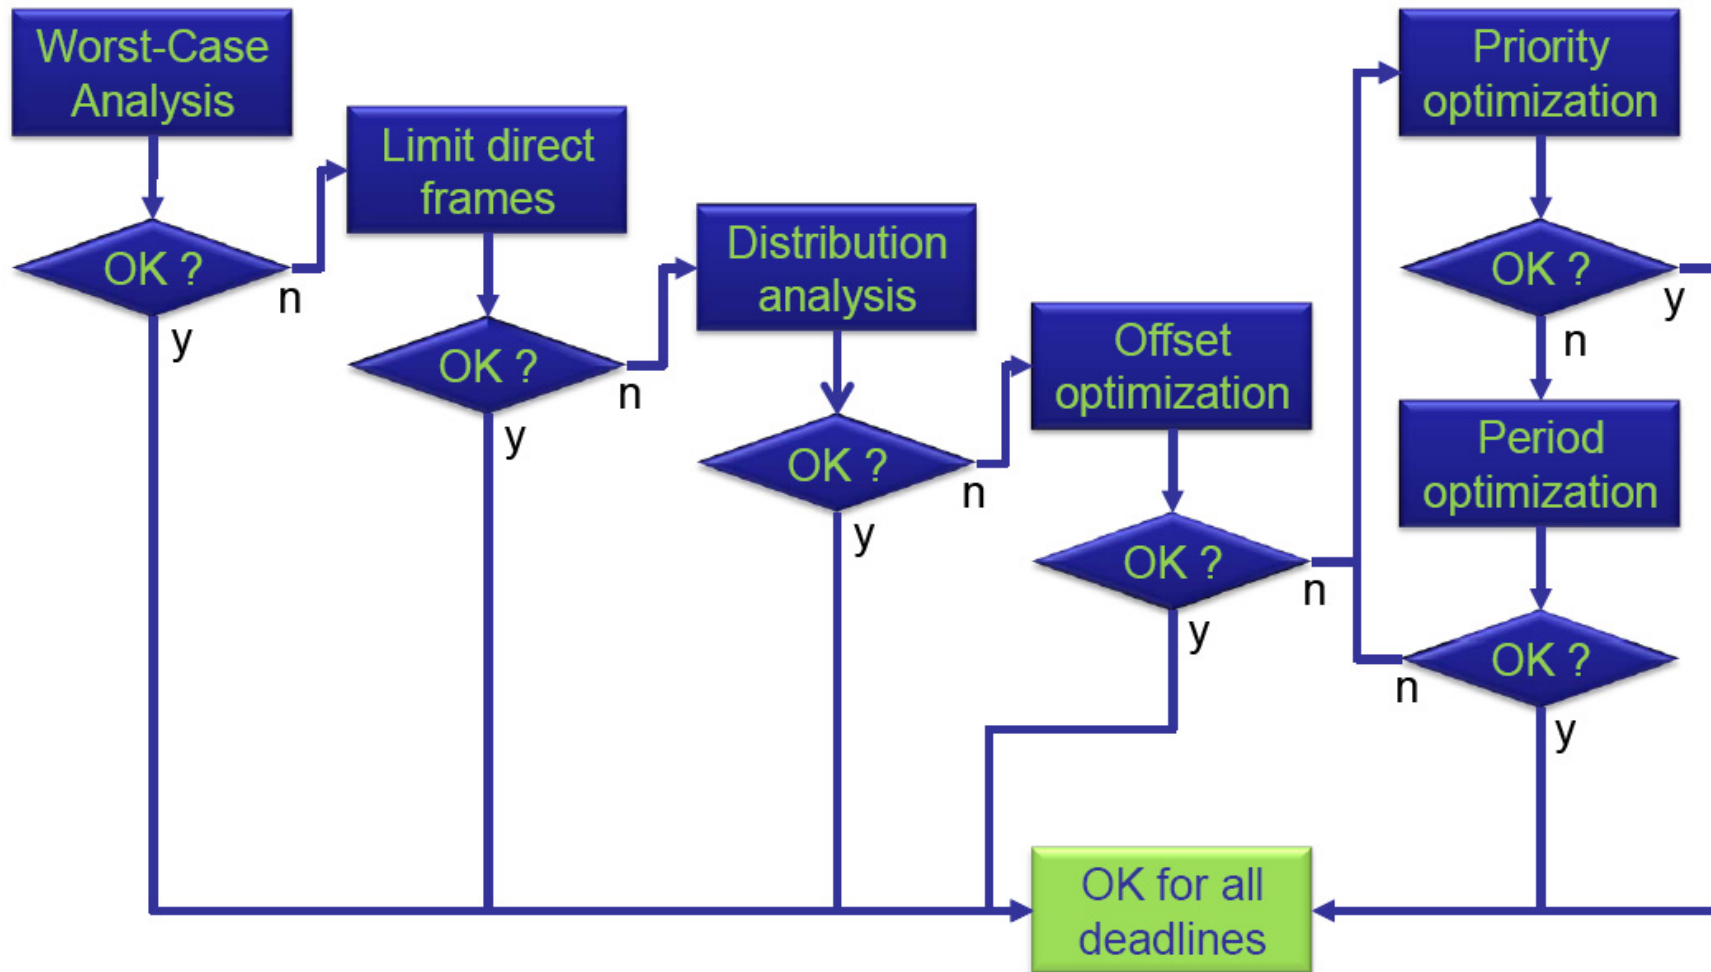 Worst-Case
Analysis
OK ?
n
y
Limit direct
frames
OK ?
n
y
Distribution
analysis
OK ?
n
y
Offset
optimization
OK ?
n
y
Priority
optimization
OK ?
y
n
Period
optimization
OK ?
n
y
OK for all
deadlines